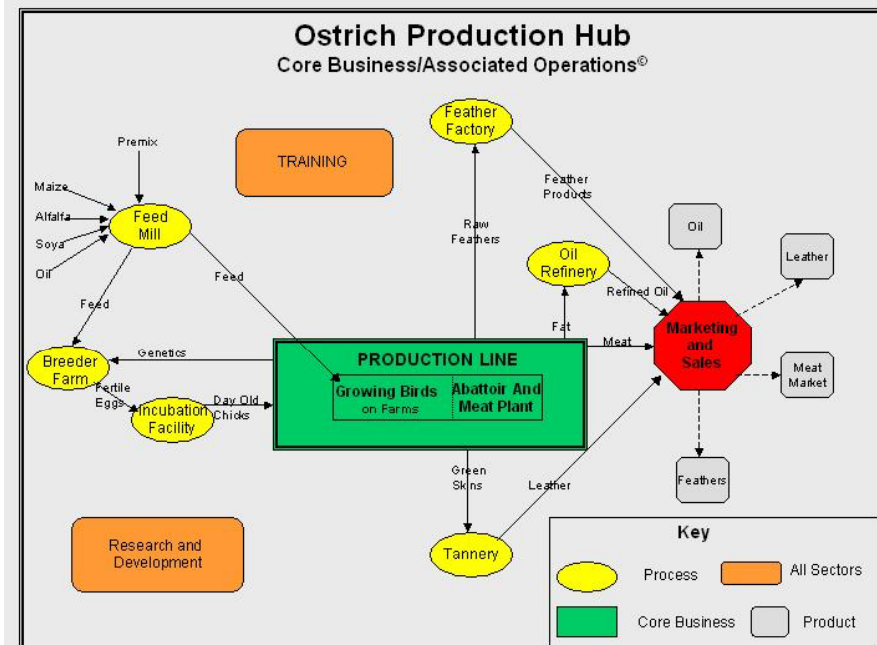 Ostrich Production Hub
Core Business/Associated Operations©
Feather
Factory
Premix
TRAINING
Maize
Alfalfa
Soya
Oil
Feed
Mill
Feather
Products
Raw
Feathers
Oil
Leather
Feed
Oil
Refinery
Refined Oil
Feed
Fat
Marketing
and
Sales
Meat
Breeder
Farm
Genetics
PRODUCTION LINE
Meat
Market
Fertile
Eggs
Incubation
Facility
Day Old
Chicks
Growing Birds
on Farms
Abattoir And
Meat Plant
Green
Skins
Leather
Feathers
Tannery
Research and
Development
Key
Process
All Sectors
Core Business
Product